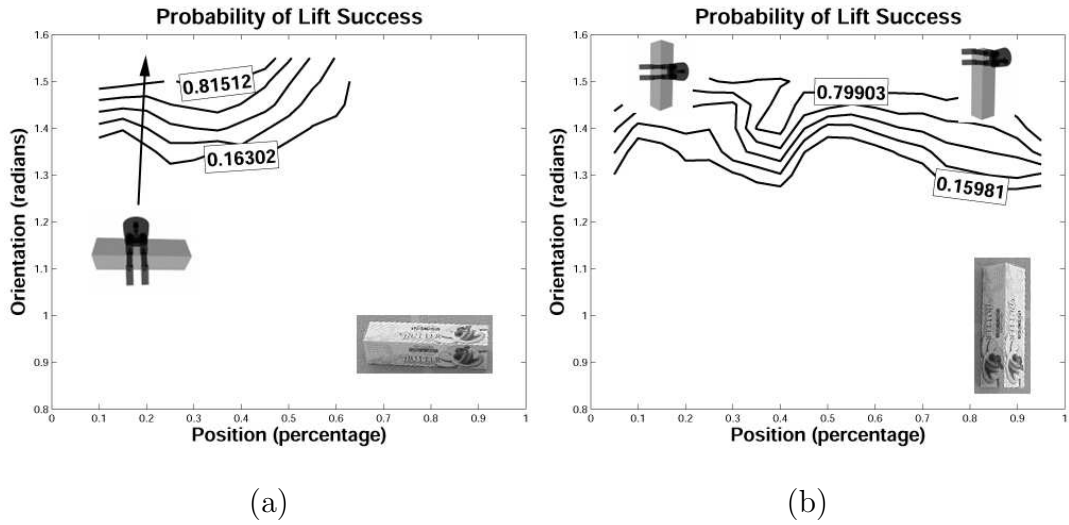 Probability of Lift Success
Orientation (radians)
1.6
1.5
1.4
1.3
1.2
1.1
1
0.9
0.8
0.81512
0.16302
0 0.1 0.2 0.3 0.4 0.5 0.6 0.7 0.8 0.9 1
Position (percentage)
(a)
Probability of Lift Success
Orientation (radians)
1.6
1.5
1.4
1.3
1.2
1.1
1
0.9
0.8
0.79903
0.15981
0 0.1 0.2 0.3 0.4 0.5 0.6 0.7 0.8 0.9 1
Position (percentage)
(b)